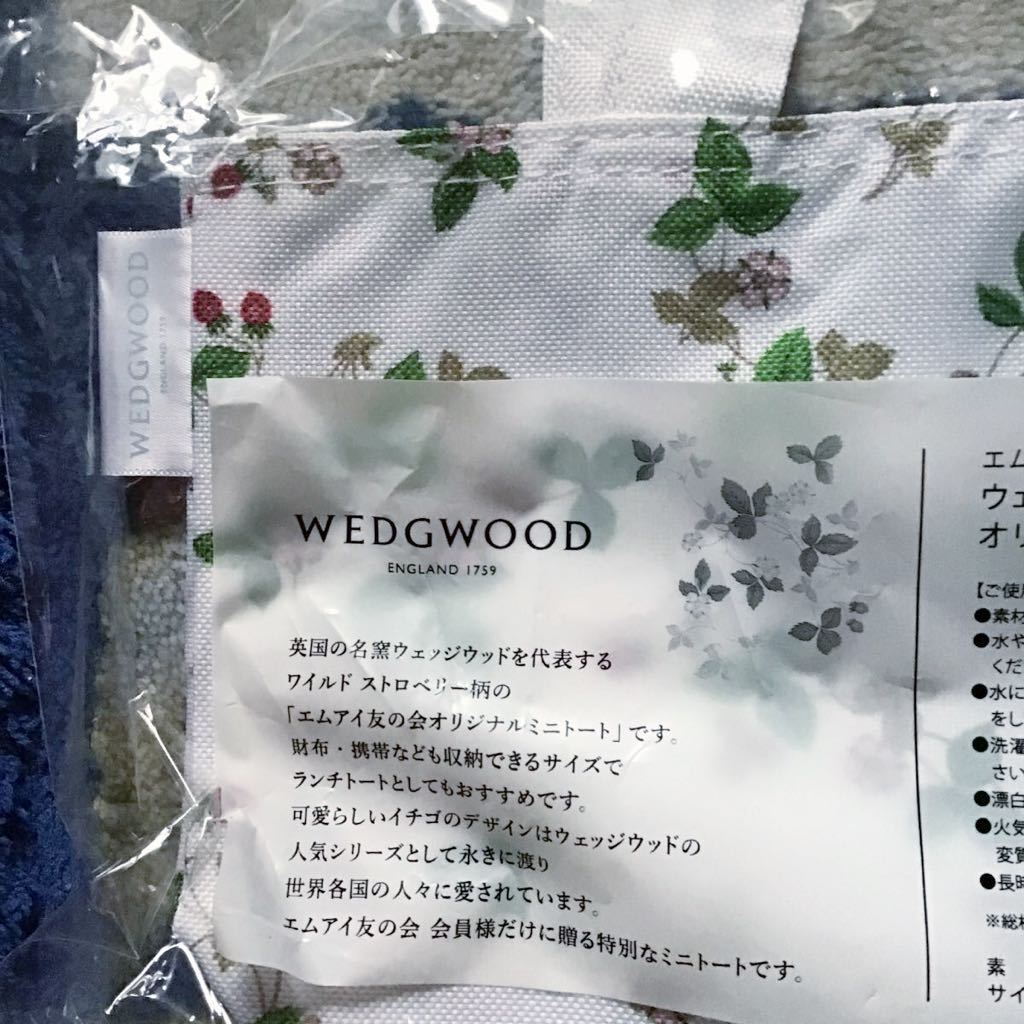 WEDGWOOD
ENGLAND 1759
WEDGWOOD
ENGLAND 1759
英国の名窯ウェッジウッドを代表する
ワイルド ストロベリー柄の
「エムアイ友の会オリジナルミニトート」です。
財布・携帯なども収納できるサイズで
ランチトートとしてもおすすめです。
可愛らしいイチゴのデザインはウェッジウッドの
人気シリーズとして永きに渡り
世界各国の人々に愛されています。
エムアイ友の会 会員様だけに贈る特別なミニトートです。
エム
ウェ
オリ
【ご使用
●素材
●水や
くだ
●水に
をし
●洗濯
さい
●漂白
●火気
変質
●長時
※総柄
素
サイ